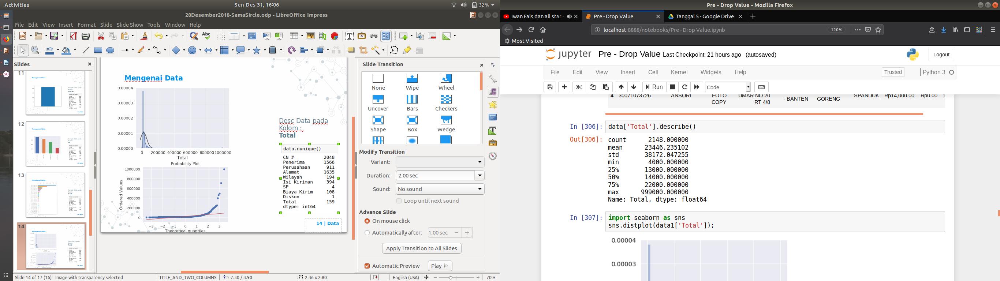 Activities
Sen Des 31, 16:06
32 %
28Desember2018-SamaSircle.odp - LibreOffice Impress
File Edit View Insert Format Slide Slide Show Tools Window Help
Slides
11
12
13
14
Mengenai Data
0.00004
0.00003
0.00002
0.00001
0.00000
0 200000 400000 600000 8000001000000
Total
Probability Plot
1000000
800000
600000
400000
200000
0
Ordered Values
−3 −2 −1 0 1 2 3
Theoretical quantiles
Desc Data pada
Kolom :
Total
data.nunique()
CN # 2048
Penerima 1566
Perusahaan 911
Alamat 1635
Wilayah 194
Isi Kiriman 394
SP 4
Biaya Kirim 108
Diskon 1
Total 159
dtype: int64
14 | Data
Slide Transition
None Wipe Wheel
Uncover Bars Checkers
Shape Box Wedge
Modify Transition
Variant:
Duration: 2.00 sec
Sound: No sound
Loop until next sound
Advance Slide
On mouse click
Automatically after: 1.00 sec
Apply Transition to All Slides
Automatic Preview Play
Slide 14 of 17 (16) Image with transparency selected TITLE_AND_TWO_COLUMNS 7.30 / 3.90 2.36 x 2.80 English (USA) 70%
Pre - Drop Value - Mozilla Firefox
Iwan Fals dan all star - Pre - Drop Value Tanggal 5 - Google Drive
localhost:8888/notebooks/Pre - Drop Value.ipynb 120%
Most Visited
jupyter Pre - Drop Value Last Checkpoint: 21 hours ago (autosaved) Logout
File Edit View Insert Cell Kernel Widgets Help Trusted Python 3
Run Code
4 30071073726 ANSORI FOTO COPY UMAR NO 20 RT 4/8 - BANTEN GORENG SPANDUK Rp14,000.00 Rp0.00 1
In [306]: data['Total'].describe()
Out[306]: count 2148.000000
mean 23446.235102
std 38172.047255
min 4000.000000
25% 13000.000000
50% 14000.000000
75% 22000.000000
max 999000.000000
Name: Total, dtype: float64
In [307]: import seaborn as sns
sns.distplot(data1['Total']);
0.00004
0.00003